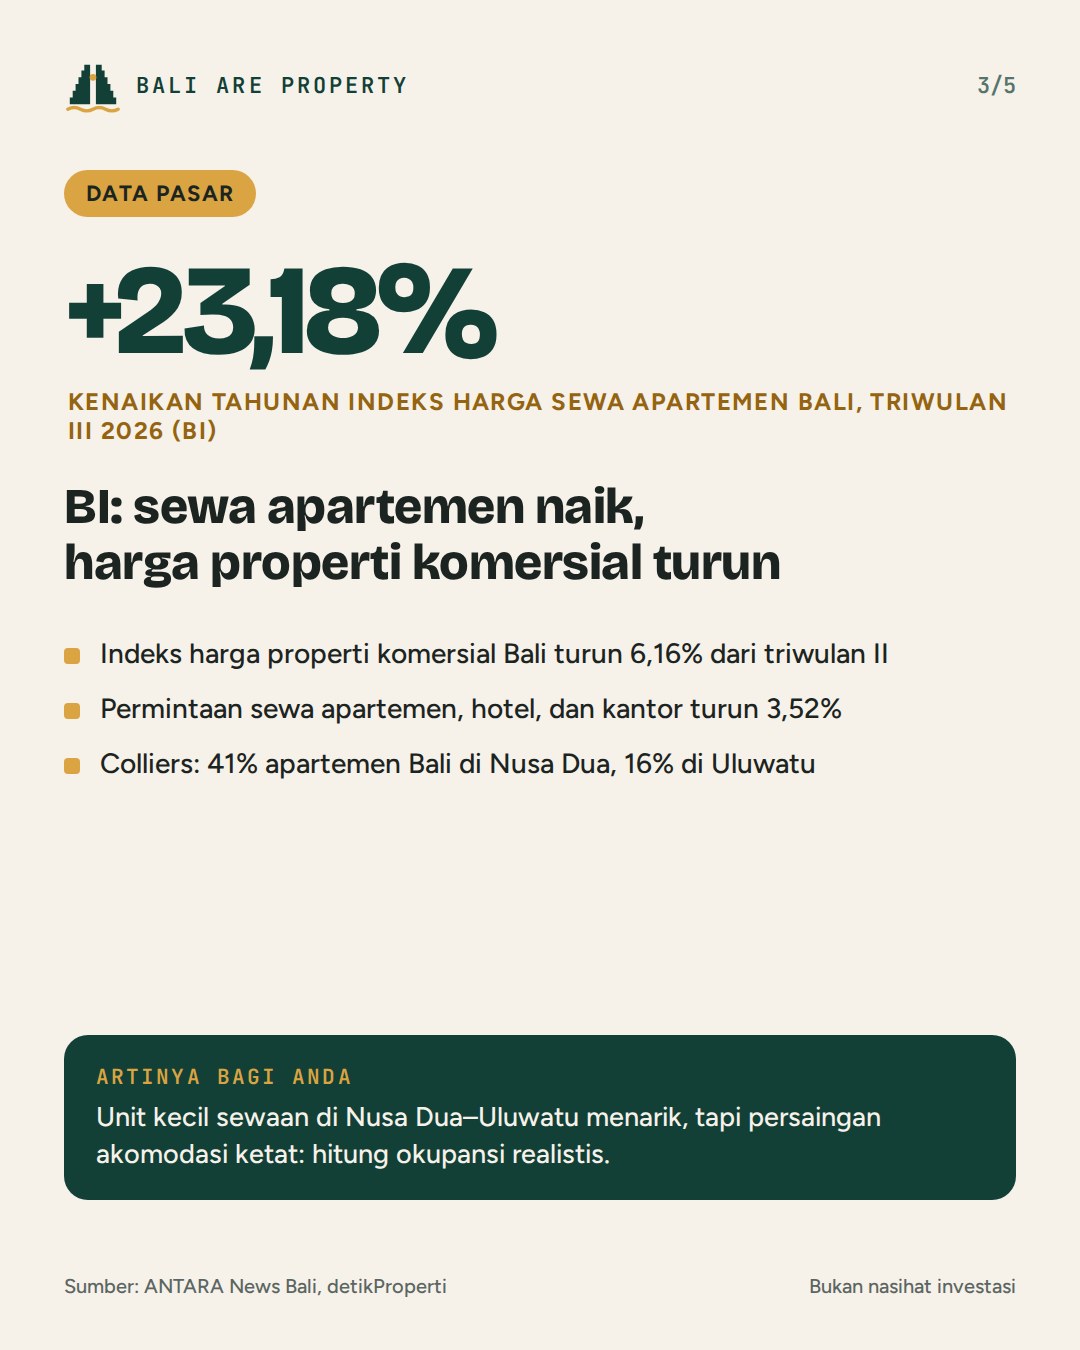 BALI ARE PROPERTY
3/5
DATA PASAR
+23,18%
KENAIKAN TAHUNAN INDEKS HARGA SEWA APARTEMEN BALI, TRIWULAN
III 2026 (BI)
BI: sewa apartemen naik,
harga properti komersial turun
Indeks harga properti komersial Bali turun 6,16% dari triwulan II
Permintaan sewa apartemen, hotel, dan kantor turun 3,52%
Colliers: 41% apartemen Bali di Nusa Dua, 16% di Uluwatu
ARTINYA BAGI ANDA
Unit kecil sewaan di Nusa Dua–Uluwatu menarik, tapi persaingan
akomodasi ketat: hitung okupansi realistis.
Sumber: ANTARA News Bali, detikProperti
Bukan nasihat investasi